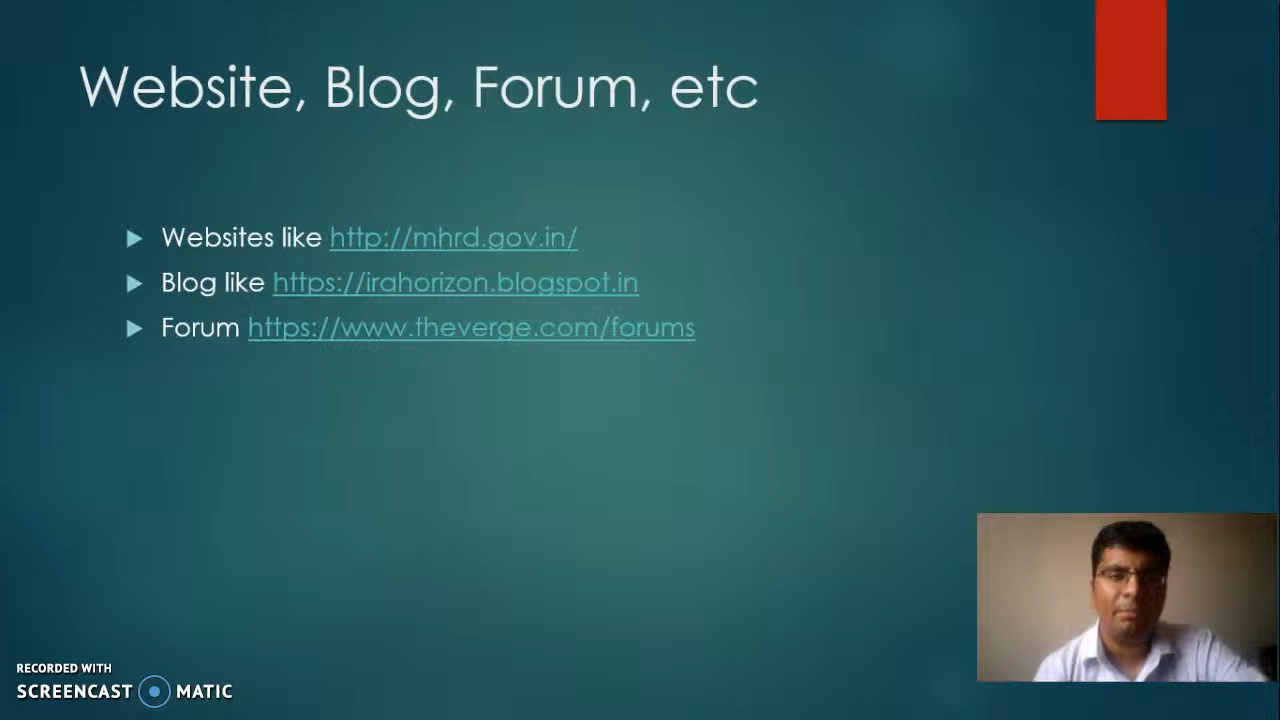 Website, Blog, Forum, etc
Websites like http://mhrd.gov.in/
Blog like https://irahorizon.blogspot.in
Forum https://www.theverge.com/forums
RECORDED WITH
SCREENCAST MATIC